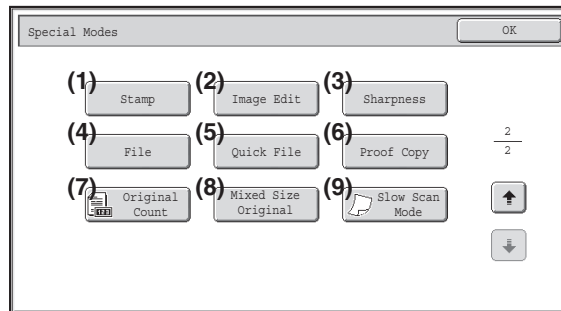 Special Modes
OK
(1) Stamp
(2) Image Edit
(3) Sharpness
(4) File
(5) Quick File
(6) Proof Copy
2
2
(7) Original
Count
123
(8) Mixed Size
Original
(9) Slow Scan
Mode